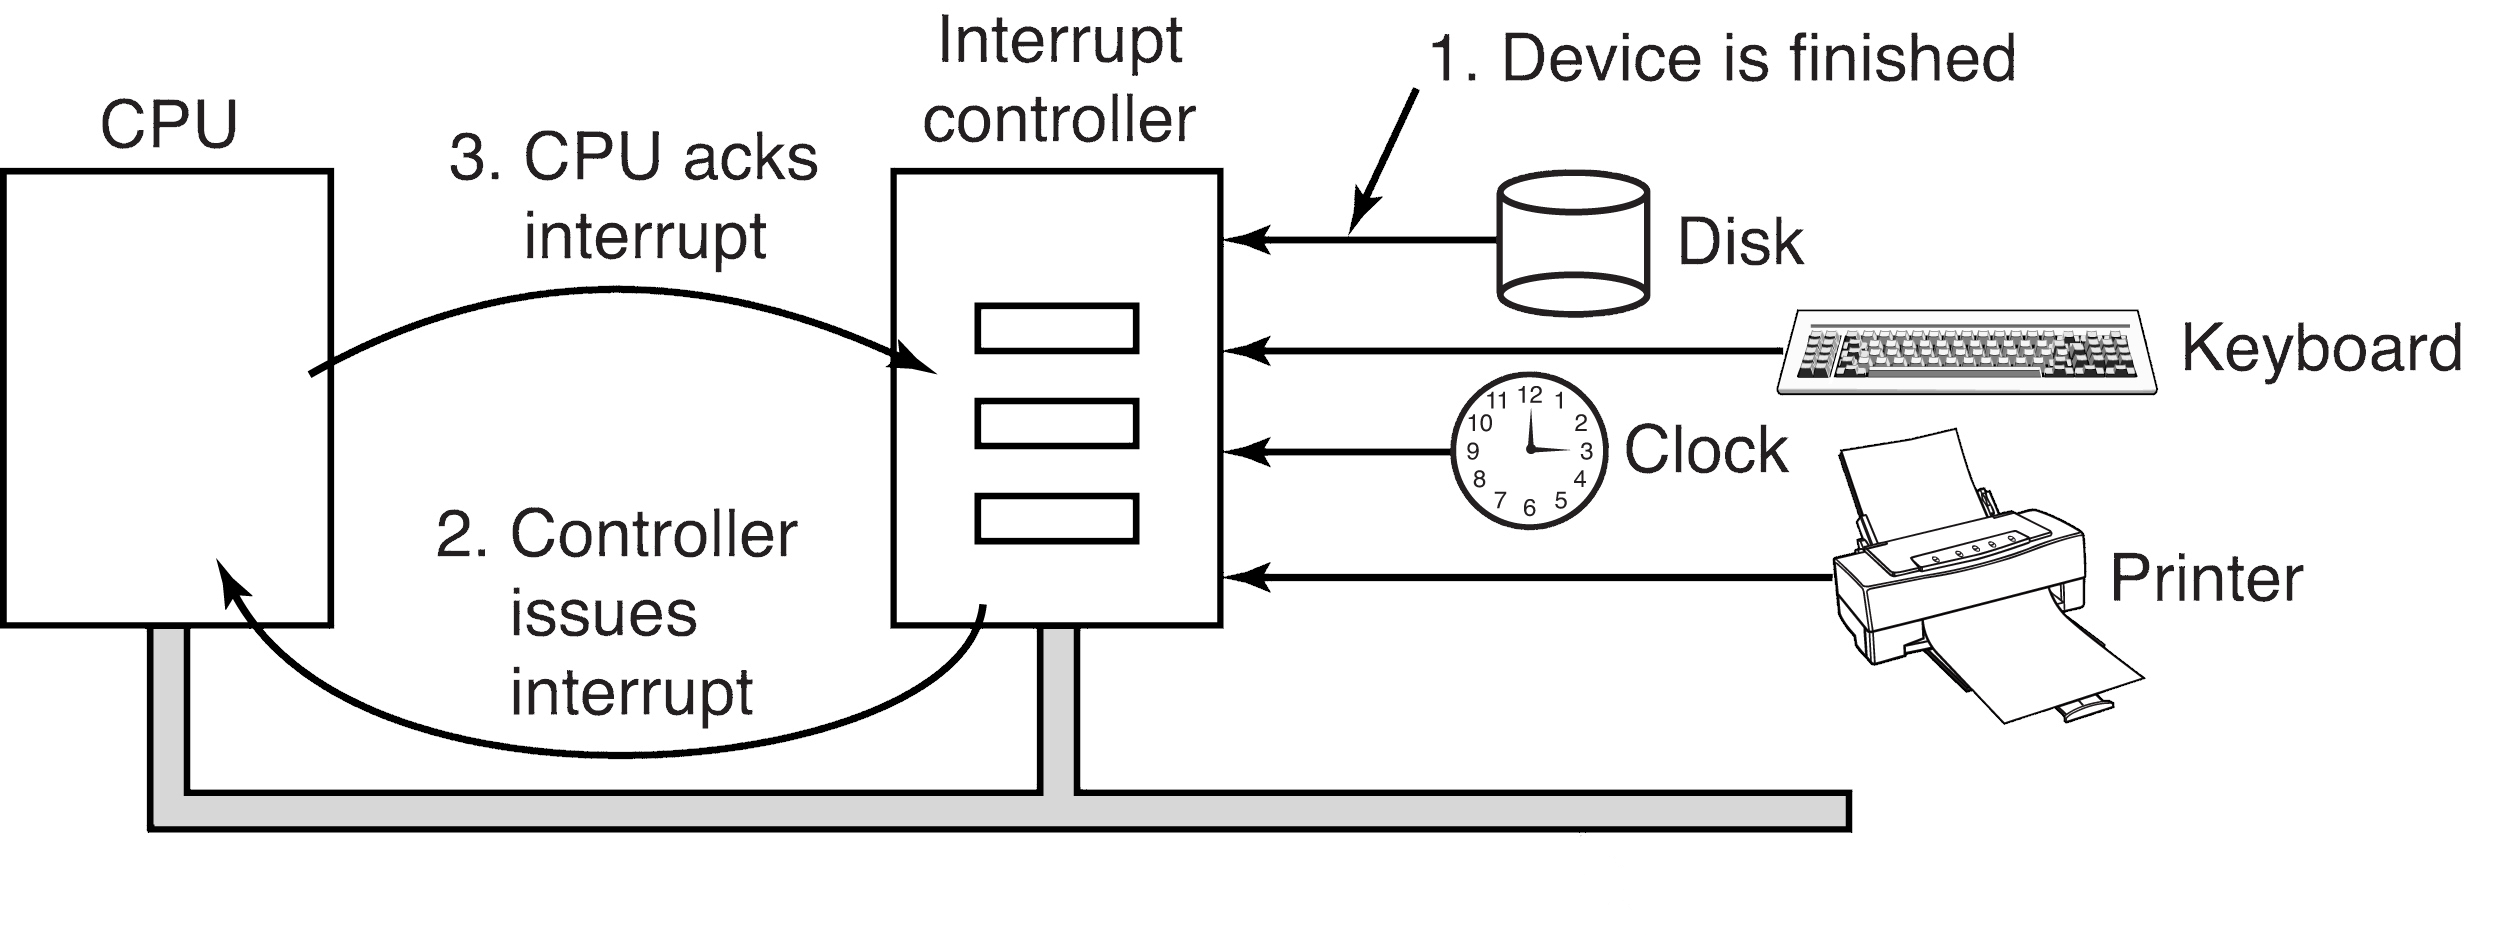 Interrupt
controller
1. Device is finished
CPU
3. CPU acks
interrupt
Disk
Keyboard
12
11
1
10
2
9
3
8
4
7
5
6
Clock
2. Controller
issues
interrupt
Printer